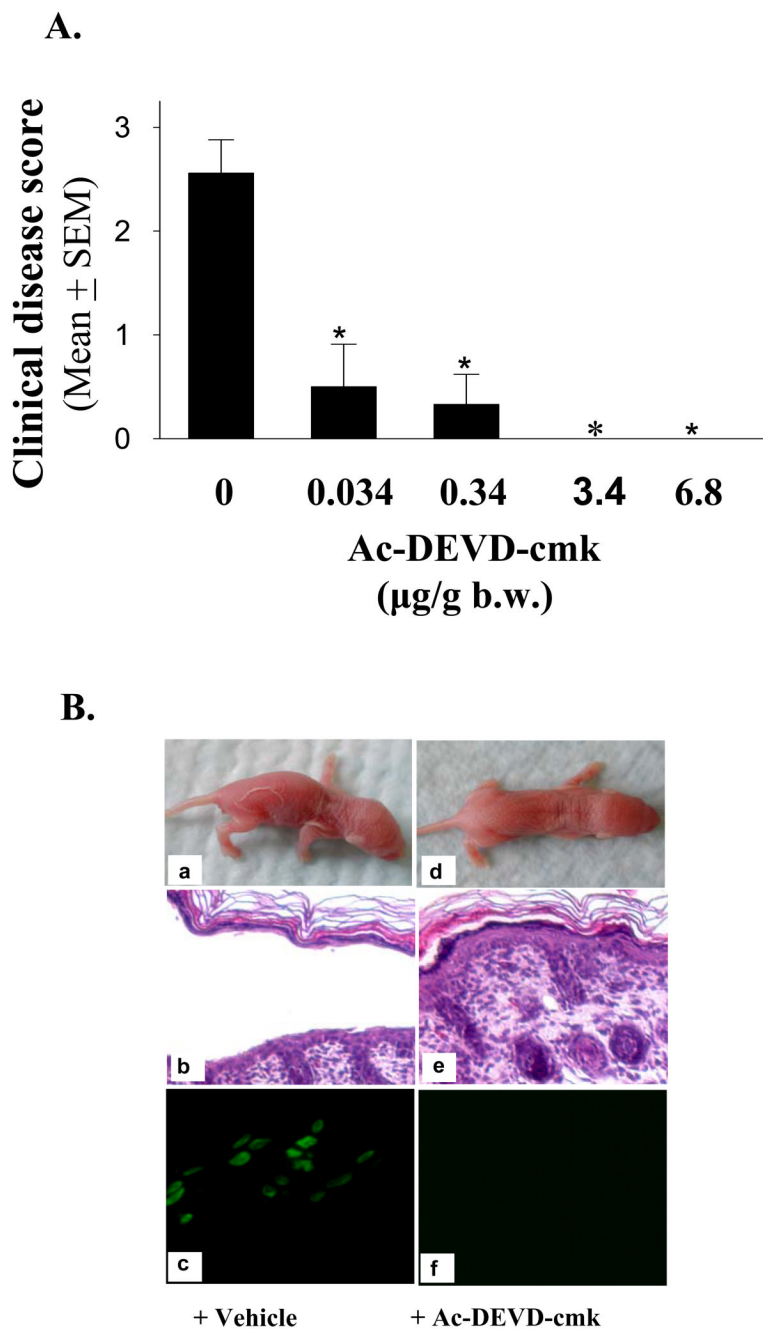 A.
Clinical disease score
(Mean ± SEM)
3
2
1
0
*
*
*
*
0 0.034 0.34 3.4 6.8
Ac-DEVD-cmk
(µg/g b.w.)
B.
a
d
b
e
c
f
+ Vehicle
+ Ac-DEVD-cmk